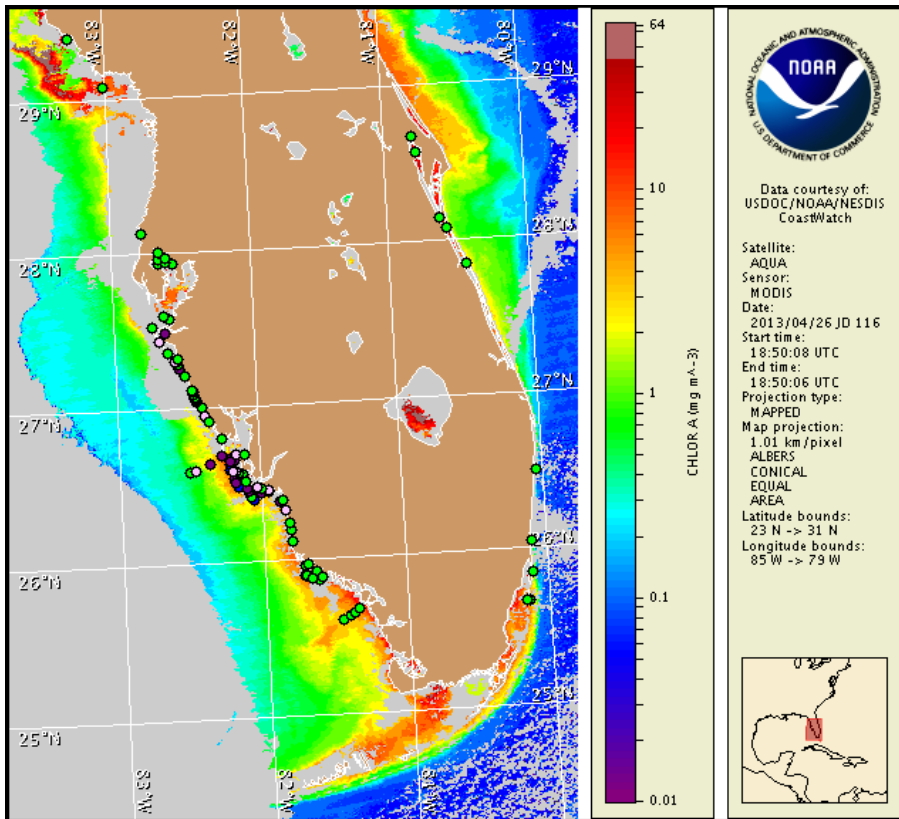 83°W
82°W
81°W
80°W
29°N
29°N
28°N
28°N
27°N
27°N
26°N
26°N
25°N
25°N
83°W
82°W
81°W
64
10
1
0.1
0.01
CHLOR A (mg m^-3)
NATIONAL OCEANIC AND ATMOSPHERIC ADMINISTRATION
NOAA
U.S. DEPARTMENT OF COMMERCE
Data courtesy of:
USDOC/NOAA/NESDIS
CoastWatch
Satellite:
AQUA
Sensor:
MODIS
Date:
2013/04/26 JD 116
Start time:
18:50:08 UTC
End time:
18:50:06 UTC
Projection type:
MAPPED
Map projection:
1.01 km/pixel
ALBERS
CONICAL
EQUAL
AREA
Latitude bounds:
23 N -> 31 N
Longitude bounds:
85 W -> 79 W